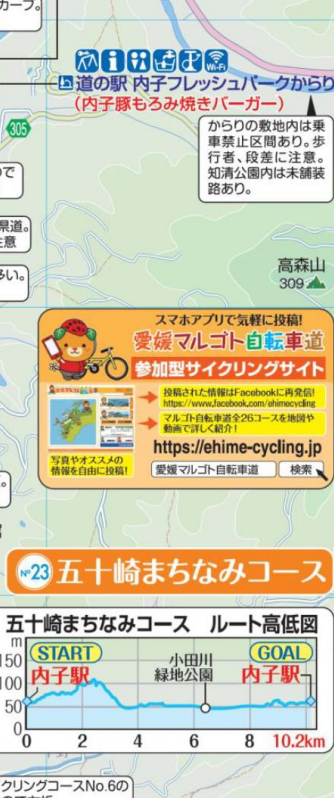 カーブ。
Wi-Fi
道の駅 内子フレッシュパークからり
(内子豚もろみ焼きバーガー)
305
からりの敷地内は乗
車禁止区間あり。歩
行者、段差に注意。
知清公園内は未舗装
路あり。
ので
県道。
注意
多い。
高森山
309
スマホアプリで気軽に投稿!
愛媛マルゴト自転車道
参加型サイクリングサイト
投稿された情報はFacebookに再発信!
https://www.facebook.com/ehimecycling
マルゴト自転車道全26コースを地図や
動画で詳しく紹介!
写真やオススメの
情報を自由に投稿!
https://ehime-cycling.jp
愛媛マルゴト自転車道 検索
№23 五十崎まちなみコース
五十崎まちなみコース ルート高低図
m
150
100
50
0
START
内子駅
小田川
緑地公園
GOAL
内子駅
0 2 4 6 8 10.2km
クリングコースNo.6の